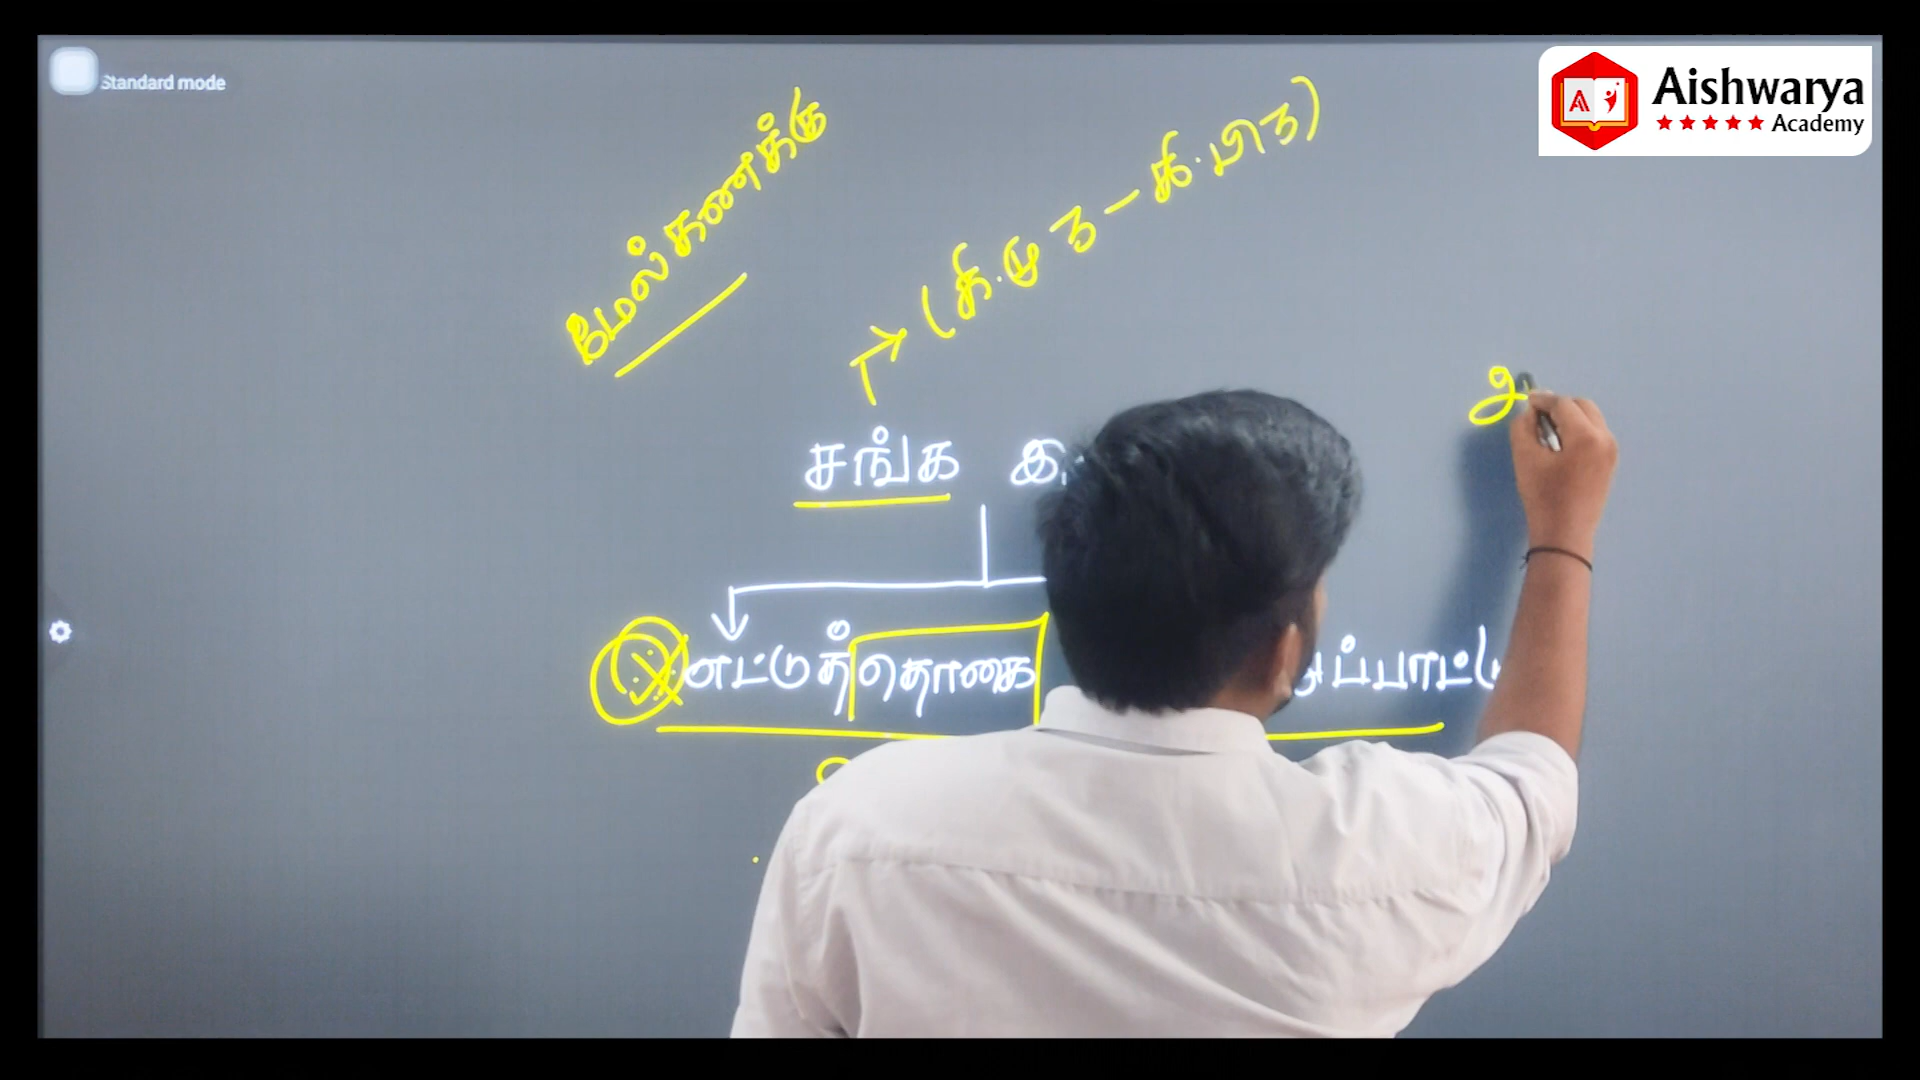 Standard mode
Aishwarya
Academy
மேல்கணக்கு
(கி.மு 3 – கி.பி 3)
சங்க
எட்டுத்தொகை